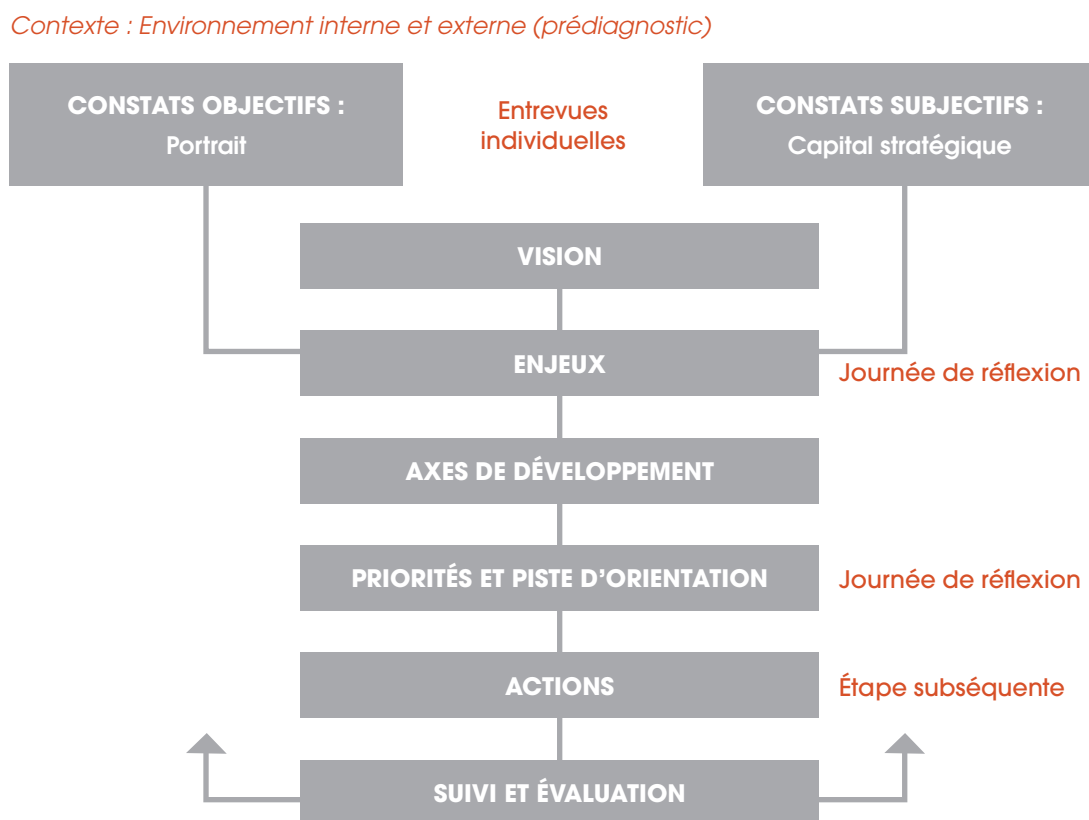 Contexte : Environnement interne et externe (prédiagnostic)
CONSTATS OBJECTIFS :
Portrait
Entrevues
individuelles
CONSTATS SUBJECTIFS :
Capital stratégique
VISION
ENJEUX
Journée de réflexion
AXES DE DÉVELOPPEMENT
PRIORITÉS ET PISTE D’ORIENTATION
Journée de réflexion
ACTIONS
Étape subséquente
SUIVI ET ÉVALUATION